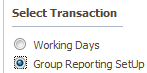 Select Transaction
Working Days
Group Reporting SetUp